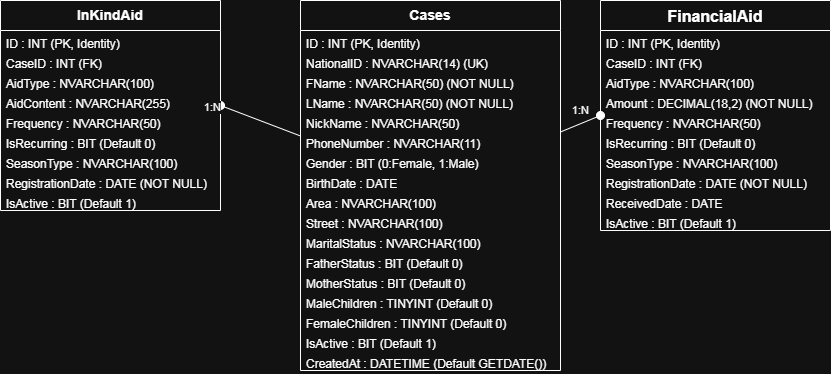 InKindAid
ID : INT (PK, Identity)
CaseID : INT (FK)
AidType : NVARCHAR(100)
AidContent : NVARCHAR(255)
Frequency : NVARCHAR(50)
IsRecurring : BIT (Default 0)
SeasonType : NVARCHAR(100)
RegistrationDate : DATE (NOT NULL)
IsActive : BIT (Default 1)
1:N
Cases
ID : INT (PK, Identity)
NationalID : NVARCHAR(14) (UK)
FName : NVARCHAR(50) (NOT NULL)
LName : NVARCHAR(50) (NOT NULL)
NickName : NVARCHAR(50)
PhoneNumber : NVARCHAR(11)
Gender : BIT (0:Female, 1:Male)
BirthDate : DATE
Area : NVARCHAR(100)
Street : NVARCHAR(100)
MaritalStatus : NVARCHAR(100)
FatherStatus : BIT (Default 0)
MotherStatus : BIT (Default 0)
MaleChildren : TINYINT (Default 0)
FemaleChildren : TINYINT (Default 0)
IsActive : BIT (Default 1)
CreatedAt : DATETIME (Default GETDATE())
1:N
FinancialAid
ID : INT (PK, Identity)
CaseID : INT (FK)
AidType : NVARCHAR(100)
Amount : DECIMAL(18,2) (NOT NULL)
Frequency : NVARCHAR(50)
IsRecurring : BIT (Default 0)
SeasonType : NVARCHAR(100)
RegistrationDate : DATE (NOT NULL)
ReceivedDate : DATE
IsActive : BIT (Default 1)